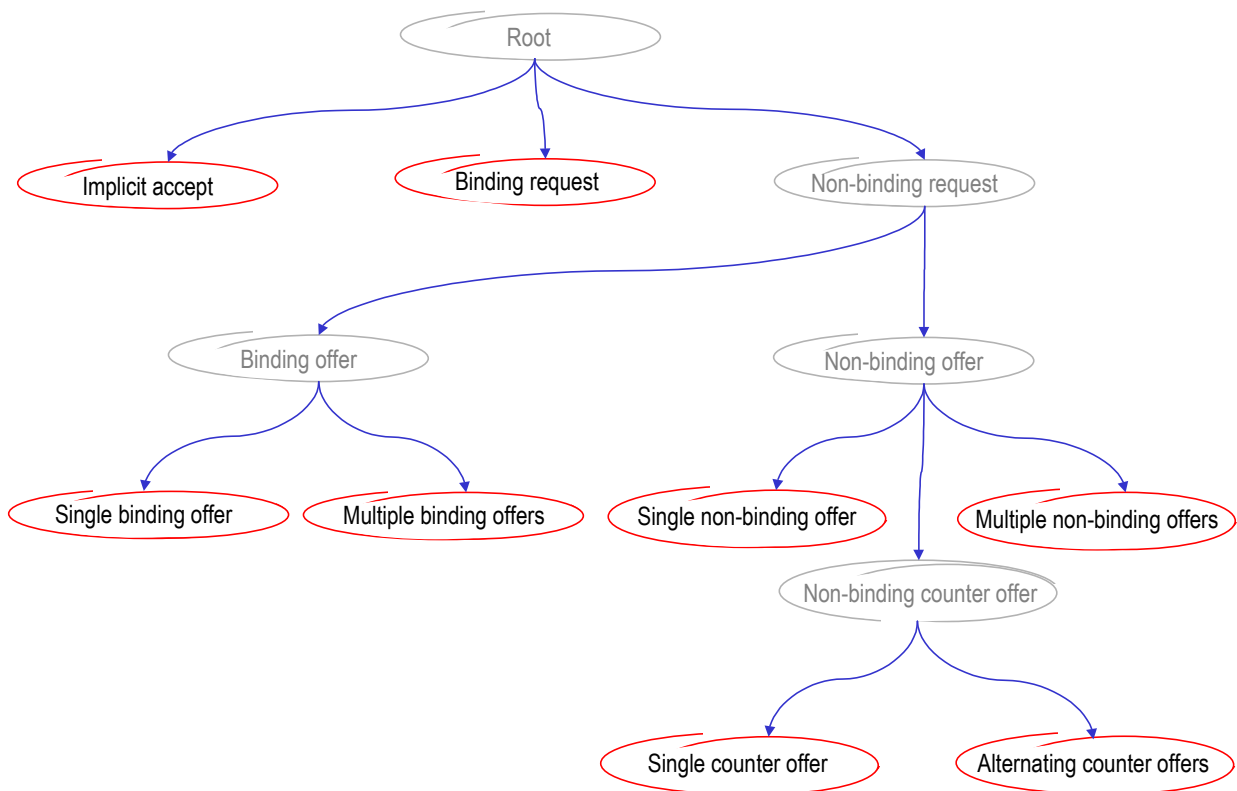 Root
Implicit accept
Binding request
Non-binding request
Binding offer
Non-binding offer
Single binding offer
Multiple binding offers
Single non-binding offer
Multiple non-binding offers
Non-binding counter offer
Single counter offer
Alternating counter offers